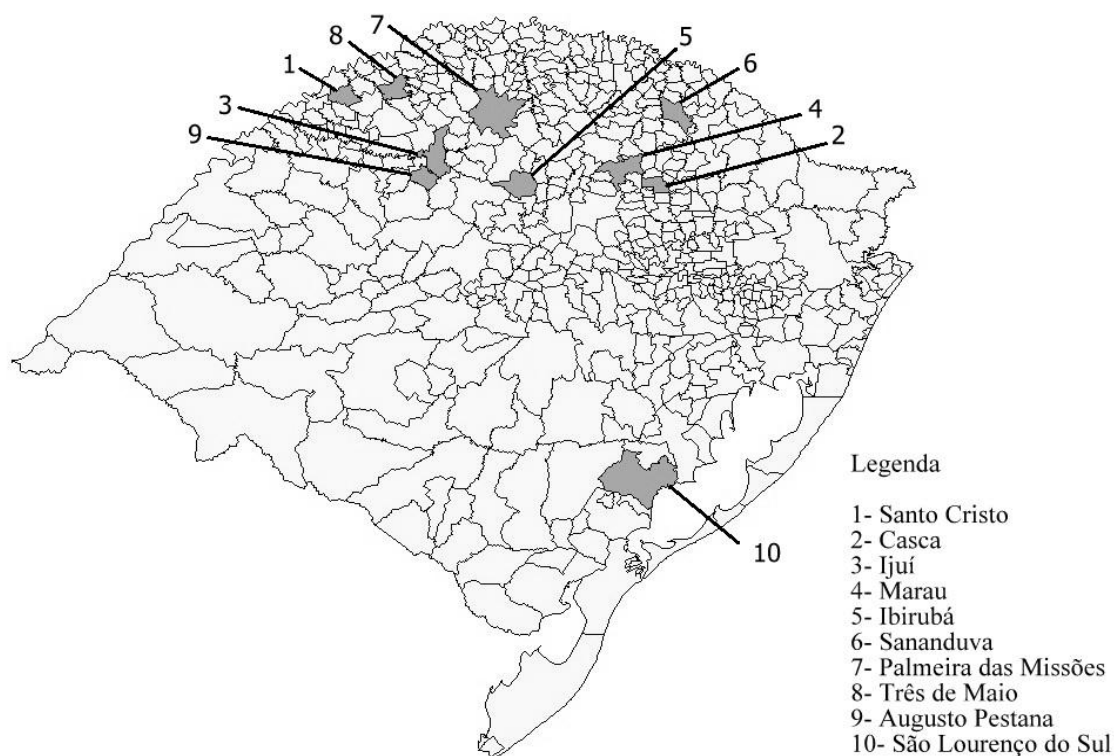 7
8
5
1
6
3
4
9
2
10
Legenda
1- Santo Cristo
2- Casca
3- Ijuí
4- Marau
5- Ibirubá
6- Sananduva
7- Palmeira das Missões
8- Três de Maio
9- Augusto Pestana
10- São Lourenço do Sul